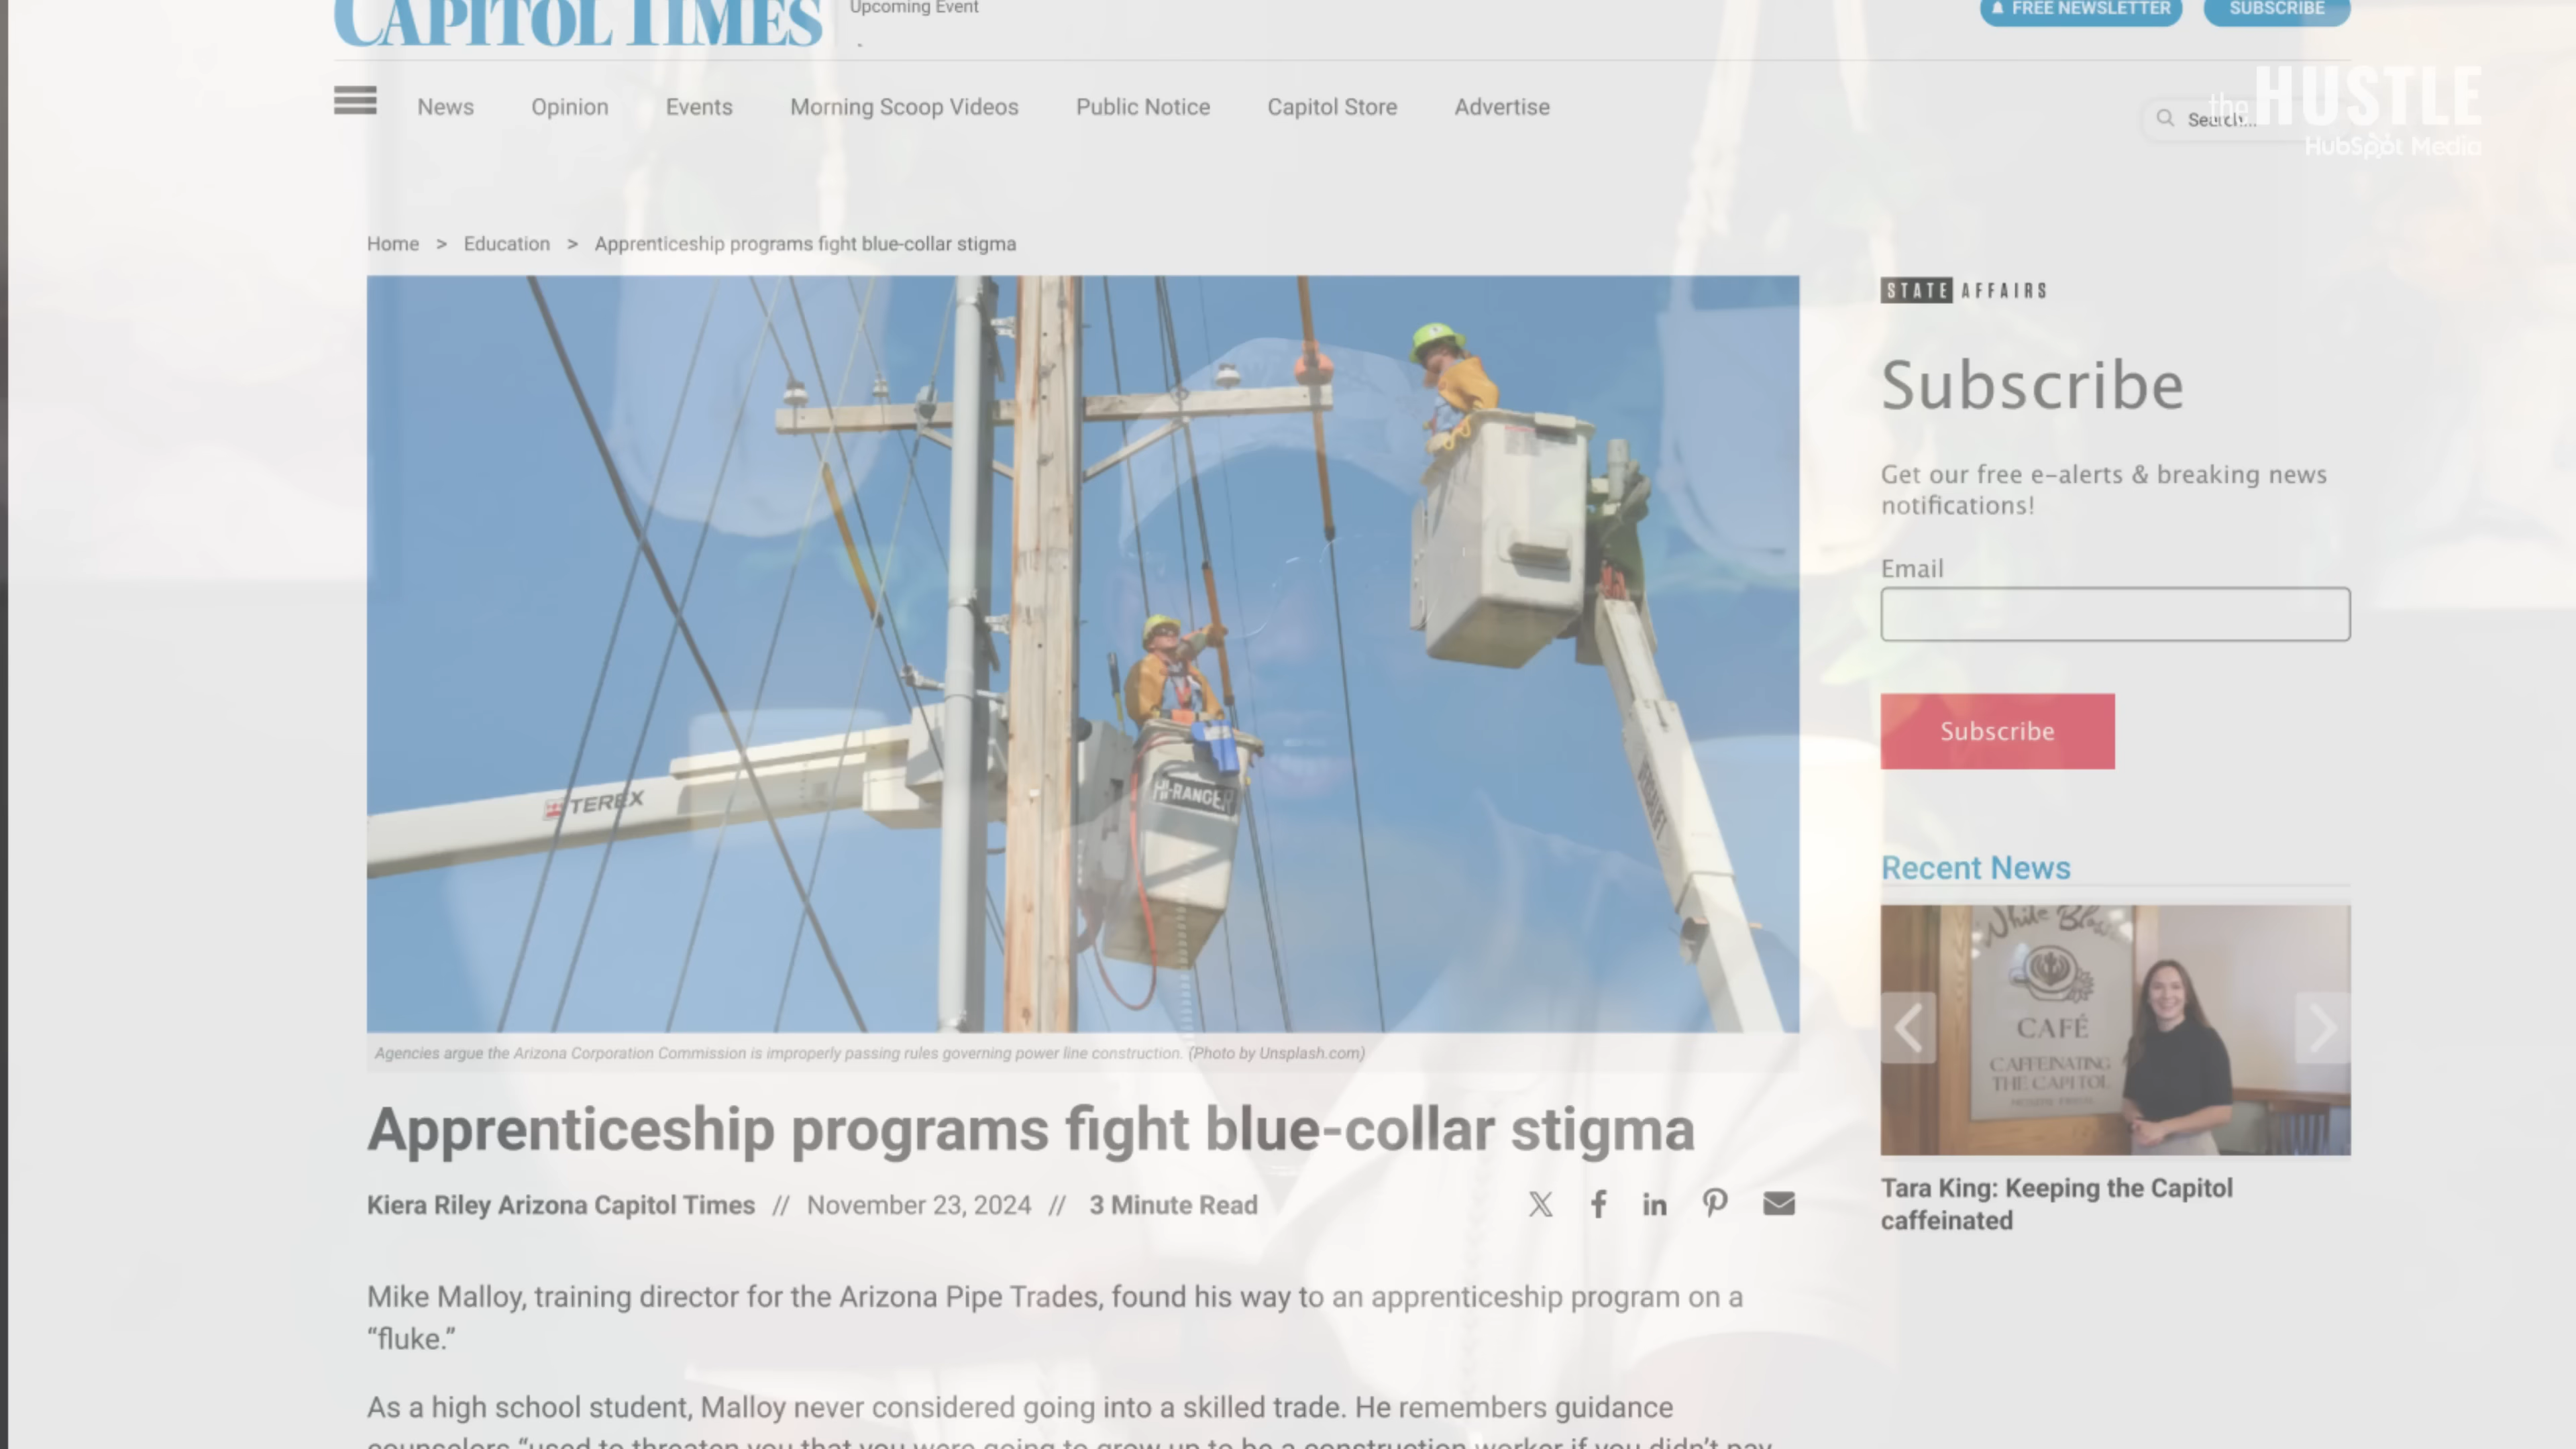 CAPITOL TIMES
Upcoming Event
FREE NEWSLETTER
SUBSCRIBE
News
Opinion
Events
Morning Scoop Videos
Public Notice
Capitol Store
Advertise
Search...
the HUSTLE
HubSpot Media
Home > Education > Apprenticeship programs fight blue-collar stigma
TEREX
HI-RANGER
VERSALIFT
Agencies argue the Arizona Corporation Commission is improperly passing rules governing power line construction. (Photo by Unsplash.com)
Apprenticeship programs fight blue-collar stigma
Kiera Riley Arizona Capitol Times // November 23, 2024 // 3 Minute Read
Mike Malloy, training director for the Arizona Pipe Trades, found his way to an apprenticeship program on a
“fluke.”
As a high school student, Malloy never considered going into a skilled trade. He remembers guidance
counselors “used to threaten you that you were going to grow up to be a construction worker if you didn’t pay
STATE AFFAIRS
Subscribe
Get our free e-alerts & breaking news
notifications!
Email
Subscribe
Recent News
CAFÉ
CAFFEINATING
THE CAPITOL
Tara King: Keeping the Capitol
caffeinated